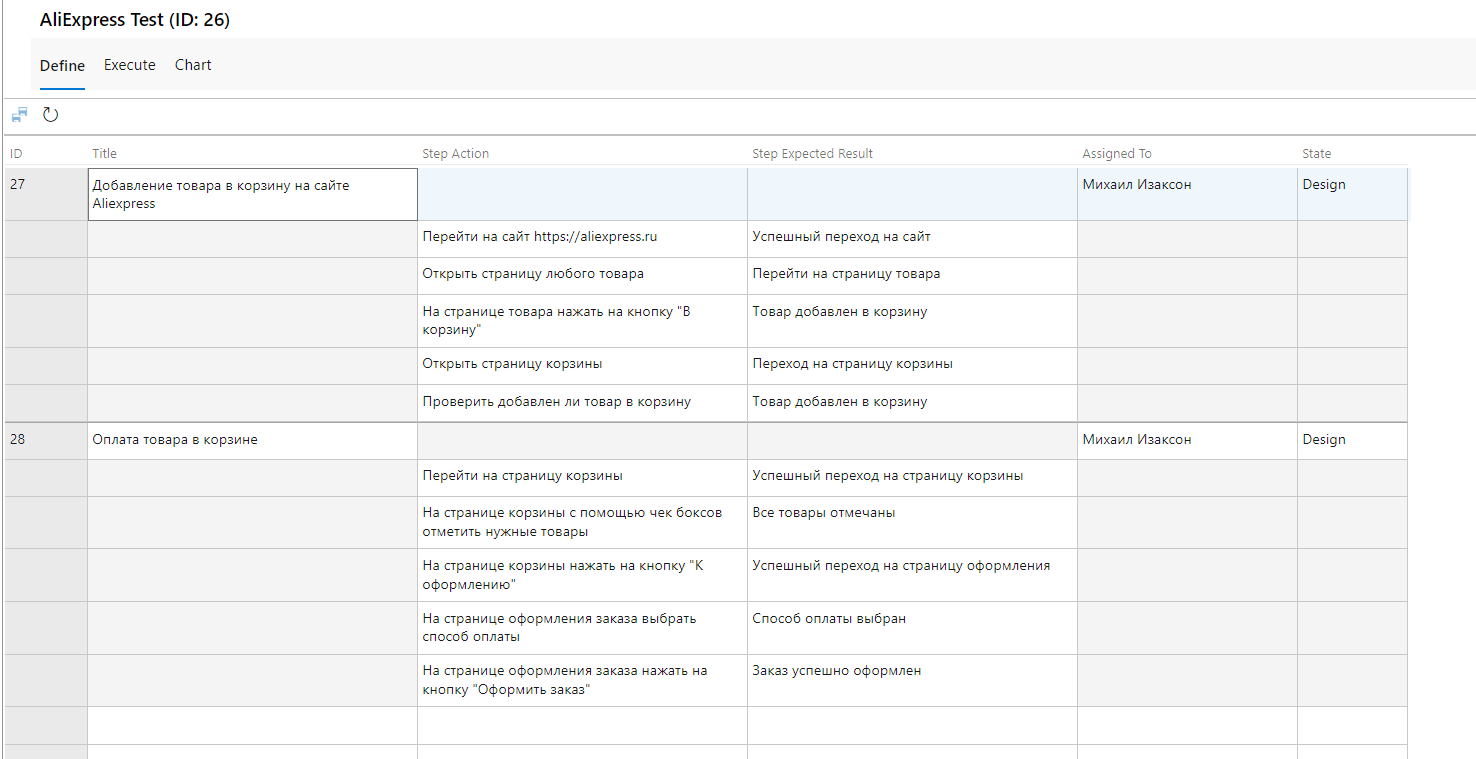 AliExpress Test (ID: 26)
Define Execute Chart
ID Title Step Action Step Expected Result Assigned To State
27 Добавление товара в корзину на сайте Михаил Изаксон Design
Aliexpress
Перейти на сайт https://aliexpress.ru Успешный переход на сайт
Открыть страницу любого товара Перейти на страницу товара
На странице товара нажать на кнопку "В Товар добавлен в корзину
корзину"
Открыть страницу корзины Переход на страницу корзины
Проверить добавлен ли товар в корзину Товар добавлен в корзину
28 Оплата товара в корзине Михаил Изаксон Design
Перейти на страницу корзины Успешный переход на страницу корзины
На странице корзины с помощью чек боксов Все товары отмечаны
отметить нужные товары
На странице корзины нажать на кнопку "К Успешный переход на страницу оформления
оформлению"
На странице оформления заказа выбрать Способ оплаты выбран
способ оплаты
На странице оформления заказа нажать на Заказ успешно оформлен
кнопку "Оформить заказ"